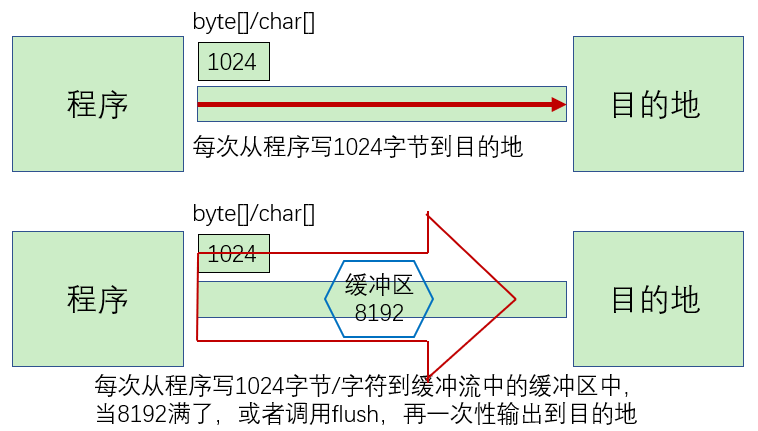 byte[]/char[]
1024
程序
目的地
每次从程序写1024字节到目的地
byte[]/char[]
1024
程序
缓冲区
8192
目的地
每次从程序写1024字节/字符到缓冲流中的缓冲区中，
当8192满了，或者调用flush，再一次性输出到目的地